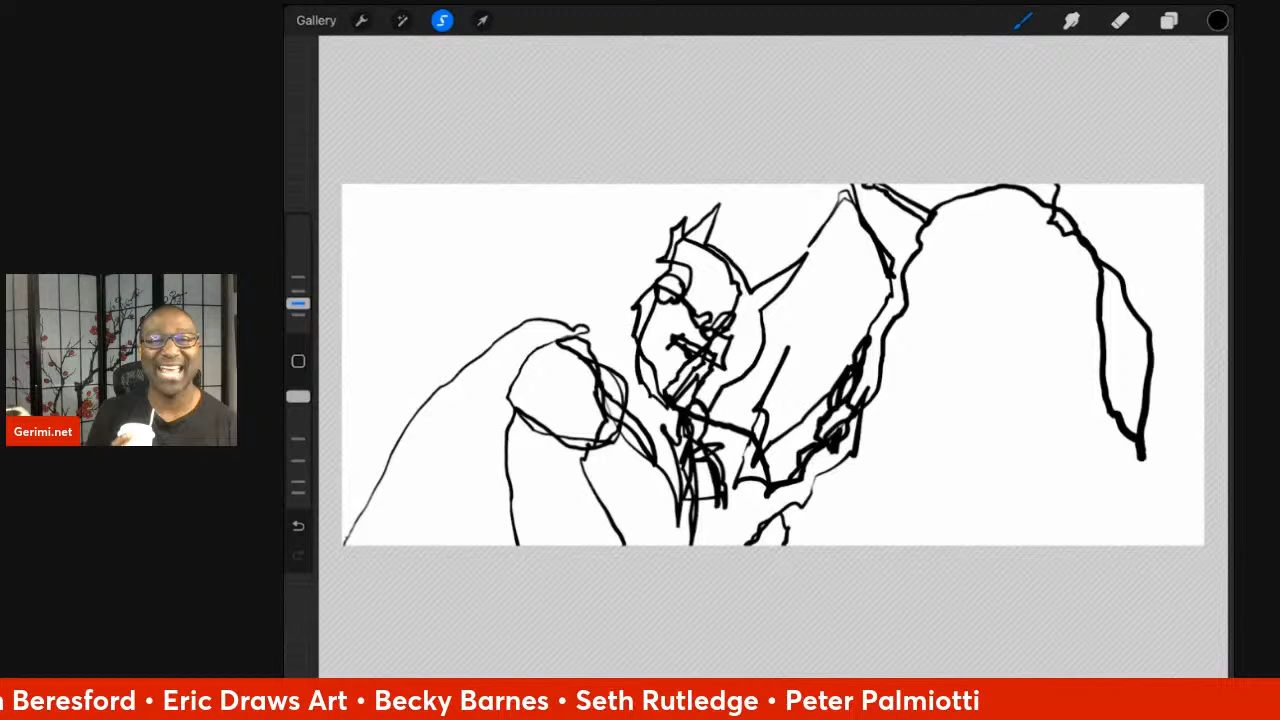 Gallery
Gerimi.net
Beresford • Eric Draws Art • Becky Barnes • Seth Rutledge • Peter Palmiotti